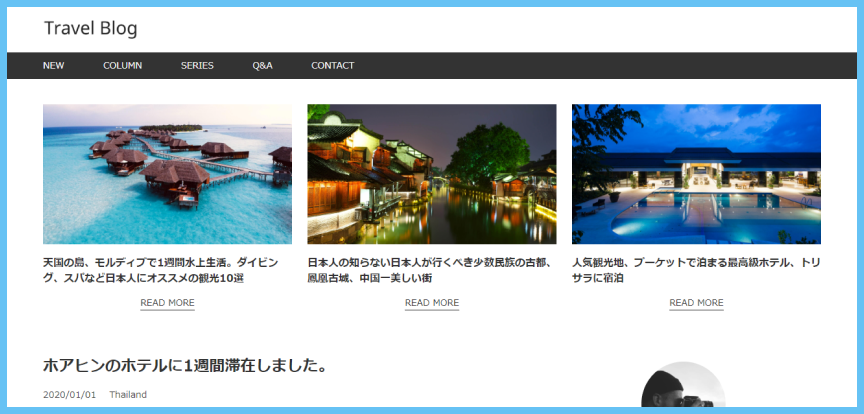 Travel Blog
NEW COLUMN SERIES Q&A CONTACT
天国の島、モルディブで1週間水上生活。ダイビン
グ、スパなど日本人にオススメの観光10選
READ MORE
日本人の知らない日本人が行くべき少数民族の古都、
鳳凰古城、中国一美しい街
READ MORE
人気観光地、プーケットで泊まる最高級ホテル、トリ
サラに宿泊
READ MORE
ホアヒンのホテルに1週間滞在しました。
2020/01/01 Thailand